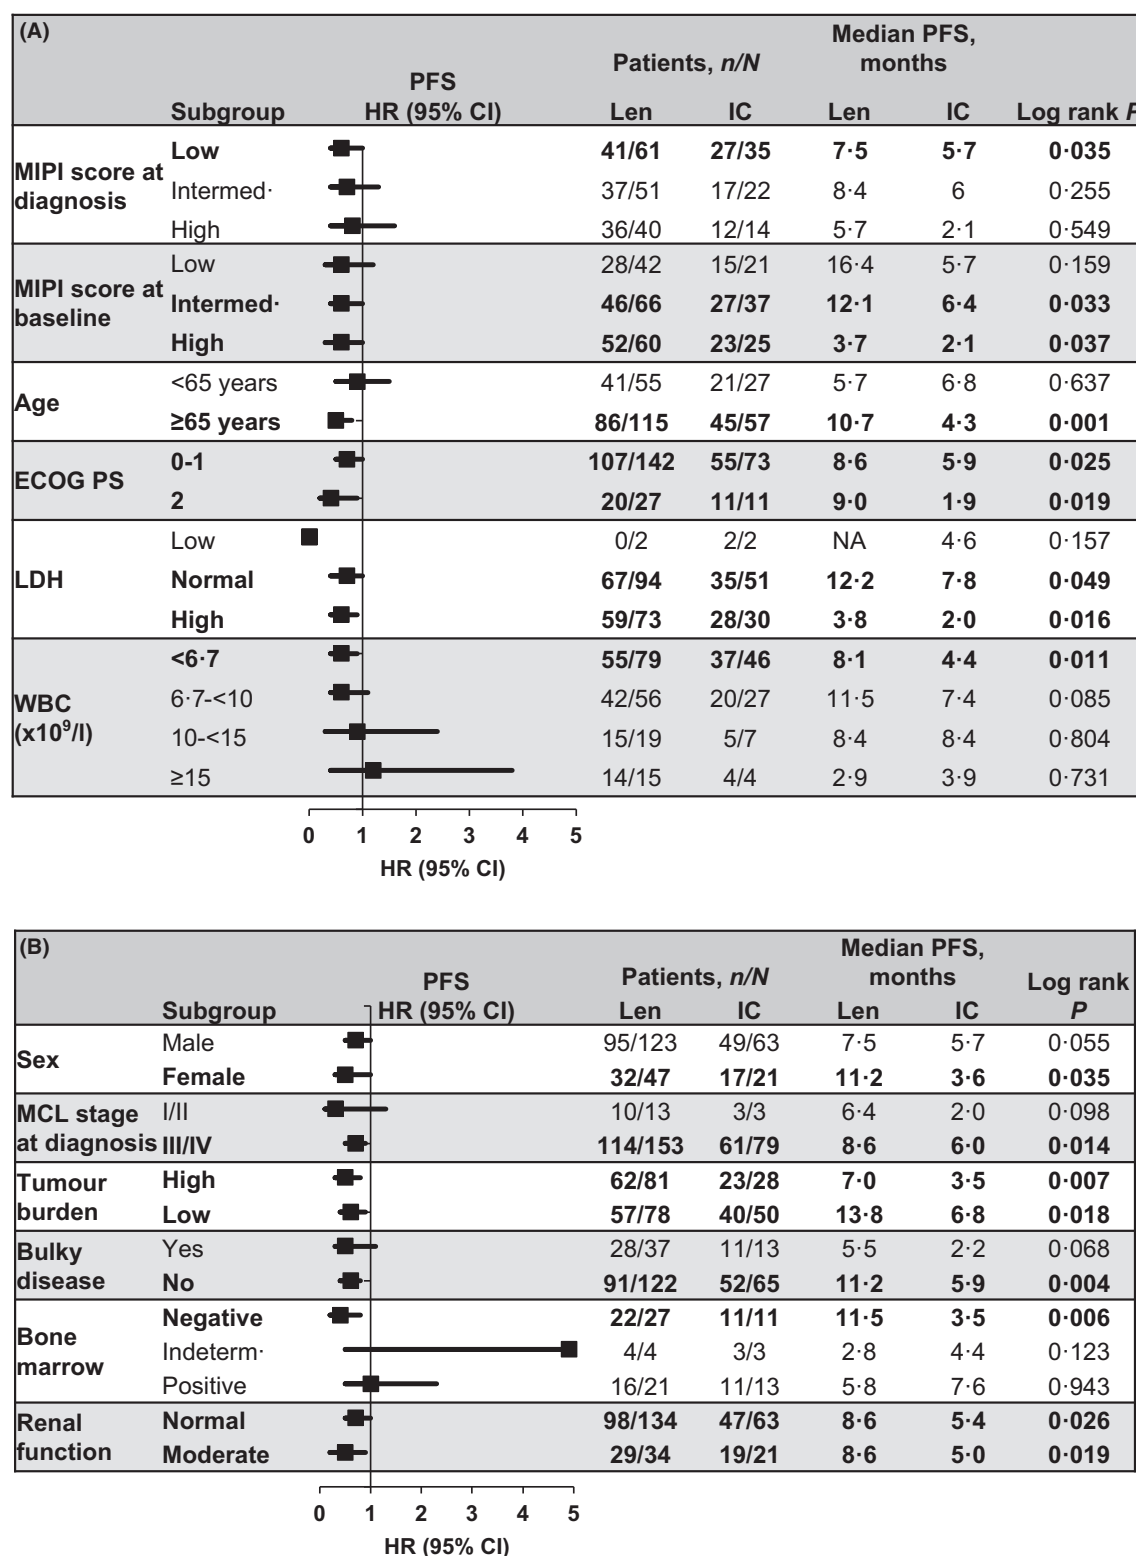 (A)
Median PFS,
Patients, n/N months
PFS
Subgroup HR (95% CI) Len IC Len IC Log rank P
MIPI score at diagnosis
Low 41/61 27/35 7·5 5·7 0·035
Intermed· 37/51 17/22 8·4 6 0·255
High 36/40 12/14 5·7 2·1 0·549
MIPI score at baseline
Low 28/42 15/21 16·4 5·7 0·159
Intermed· 46/66 27/37 12·1 6·4 0·033
High 52/60 23/25 3·7 2·1 0·037
Age
<65 years 41/55 21/27 5·7 6·8 0·637
≥65 years 86/115 45/57 10·7 4·3 0·001
ECOG PS
0-1 107/142 55/73 8·6 5·9 0·025
2 20/27 11/11 9·0 1·9 0·019
LDH
Low 0/2 2/2 NA 4·6 0·157
Normal 67/94 35/51 12·2 7·8 0·049
High 59/73 28/30 3·8 2·0 0·016
WBC (x10⁹/l)
<6·7 55/79 37/46 8·1 4·4 0·011
6·7-<10 42/56 20/27 11·5 7·4 0·085
10-<15 15/19 5/7 8·4 8·4 0·804
≥15 14/15 4/4 2·9 3·9 0·731
0 1 2 3 4 5
HR (95% CI)
(B)
Median PFS,
PFS Patients, n/N months Log rank
Subgroup HR (95% CI) Len IC Len IC P
Sex
Male 95/123 49/63 7·5 5·7 0·055
Female 32/47 17/21 11·2 3·6 0·035
MCL stage at diagnosis
I/II 10/13 3/3 6·4 2·0 0·098
III/IV 114/153 61/79 8·6 6·0 0·014
Tumour burden
High 62/81 23/28 7·0 3·5 0·007
Low 57/78 40/50 13·8 6·8 0·018
Bulky disease
Yes 28/37 11/13 5·5 2·2 0·068
No 91/122 52/65 11·2 5·9 0·004
Bone marrow
Negative 22/27 11/11 11·5 3·5 0·006
Indeterm· 4/4 3/3 2·8 4·4 0·123
Positive 16/21 11/13 5·8 7·6 0·943
Renal function
Normal 98/134 47/63 8·6 5·4 0·026
Moderate 29/34 19/21 8·6 5·0 0·019
0 1 2 3 4 5
HR (95% CI)